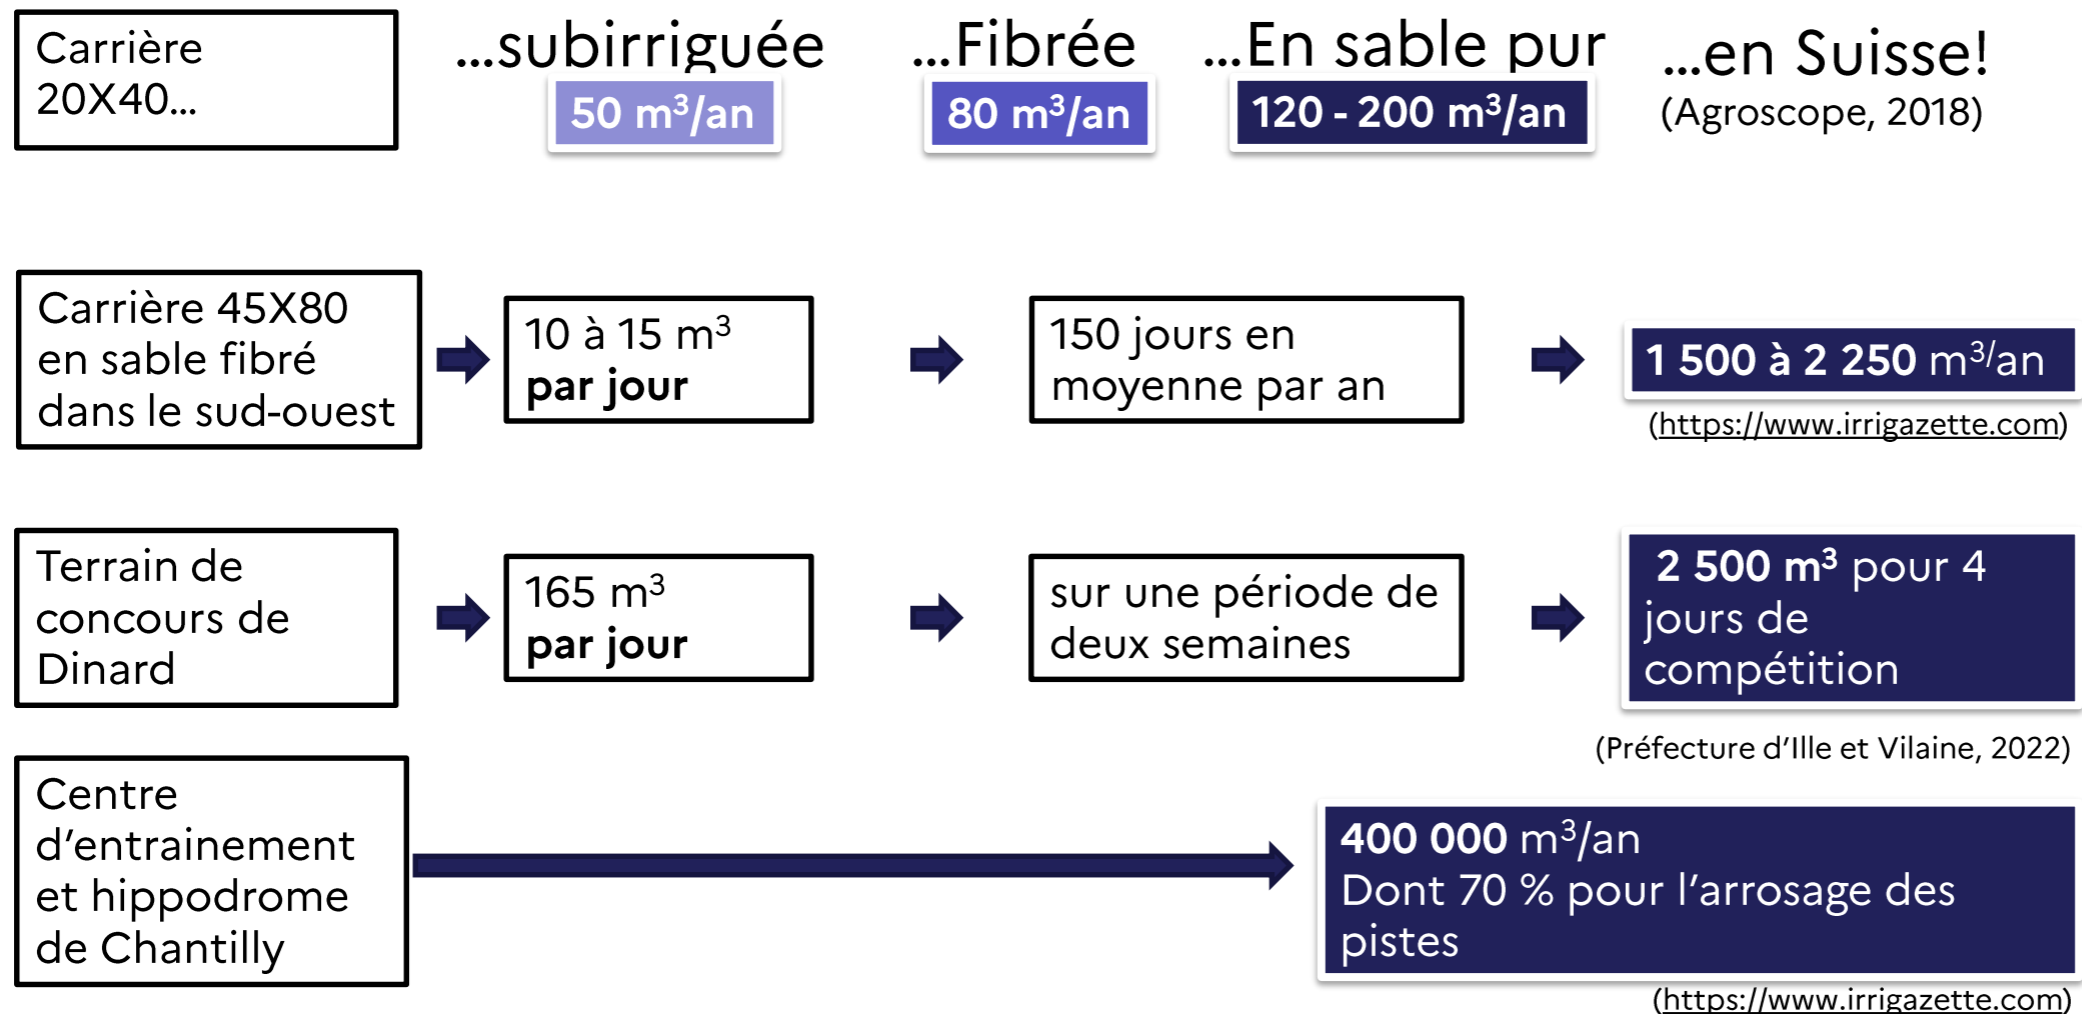 Carrière
20X40...
...subirriguée
50 m³/an
...Fibrée
80 m³/an
...En sable pur
120 - 200 m³/an
...en Suisse!
(Agroscope, 2018)
Carrière 45X80
en sable fibré
dans le sud-ouest
10 à 15 m³
par jour
150 jours en
moyenne par an
1 500 à 2 250 m³/an
(https://www.irrigazette.com)
Terrain de
concours de
Dinard
165 m³
par jour
sur une période de
deux semaines
2 500 m³ pour 4
jours de
compétition
(Préfecture d'Ille et Vilaine, 2022)
Centre
d'entrainement
et hippodrome
de Chantilly
400 000 m³/an
Dont 70 % pour l'arrosage des
pistes
(https://www.irrigazette.com)